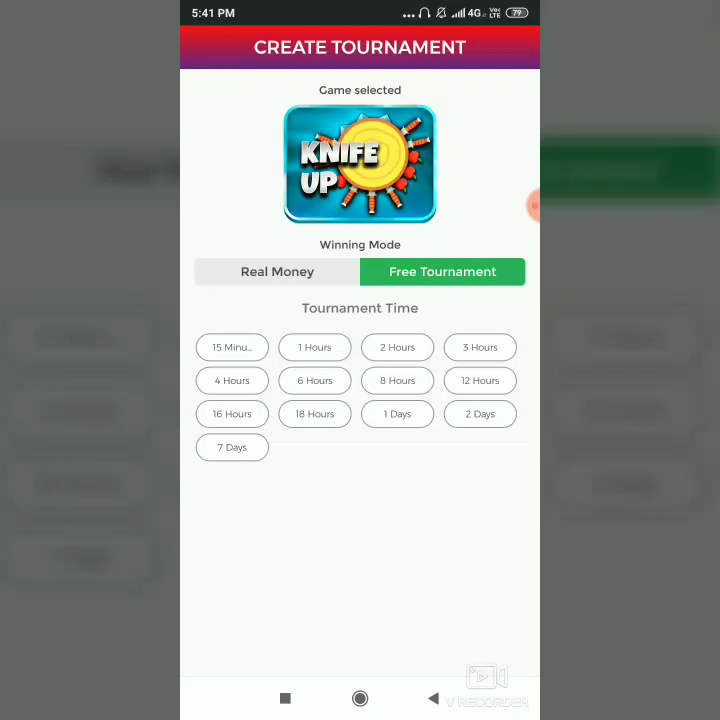 5:41 PM
4G
Vo
LTE
79
CREATE TOURNAMENT
Game selected
KNIFE
UP
Winning Mode
Real Money Free Tournament
Tournament Time
15 Minu... 1 Hours 2 Hours 3 Hours
4 Hours 6 Hours 8 Hours 12 Hours
16 Hours 18 Hours 1 Days 2 Days
7 Days
V RECORDER